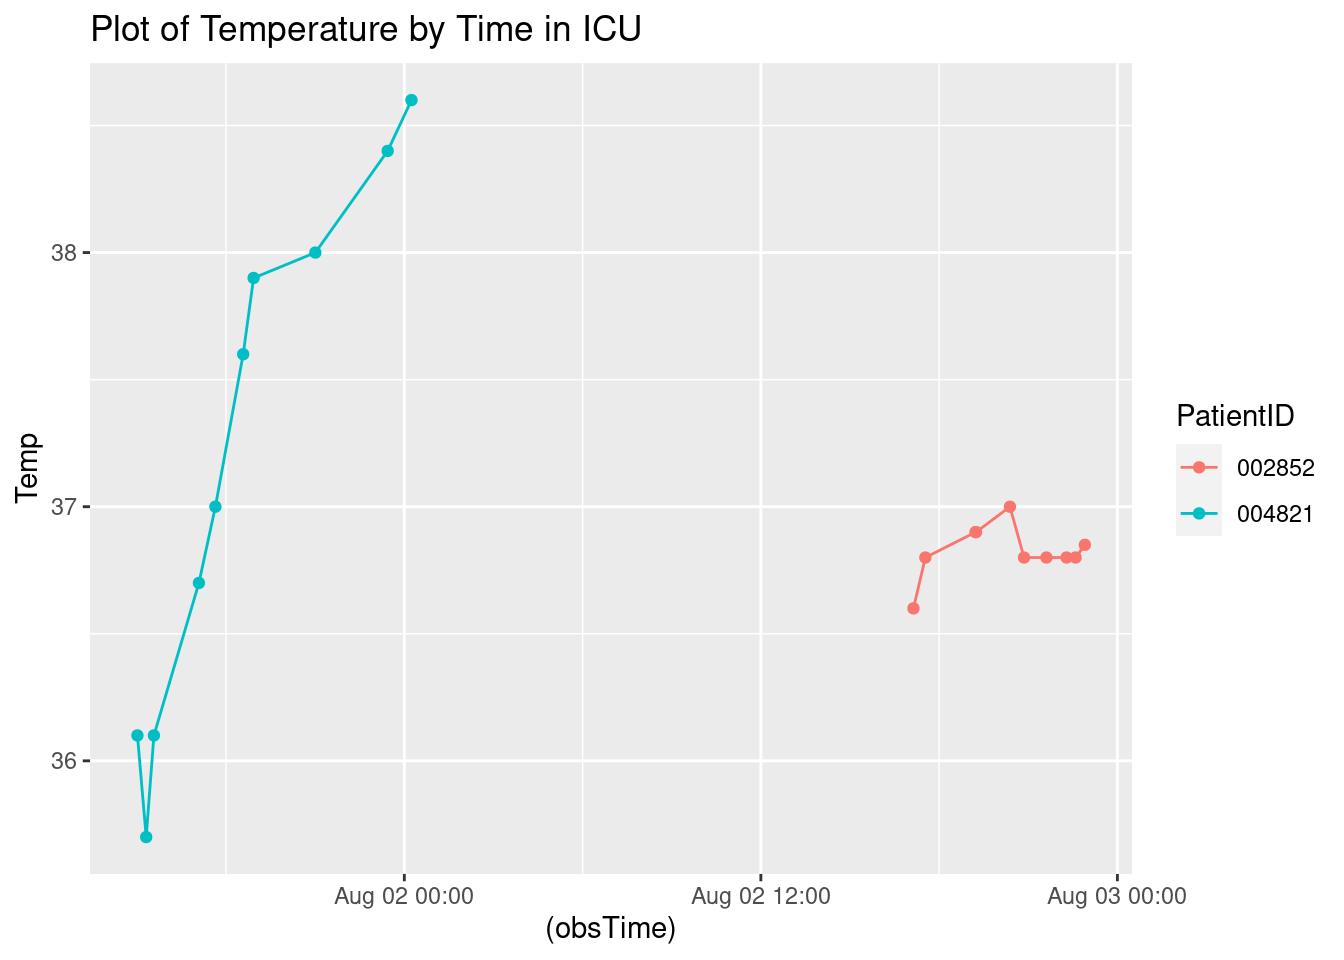 Plot of Temperature by Time in ICU
38
37
36
Temp
Aug 02 00:00
Aug 02 12:00
Aug 03 00:00
(obsTime)
PatientID
002852
004821